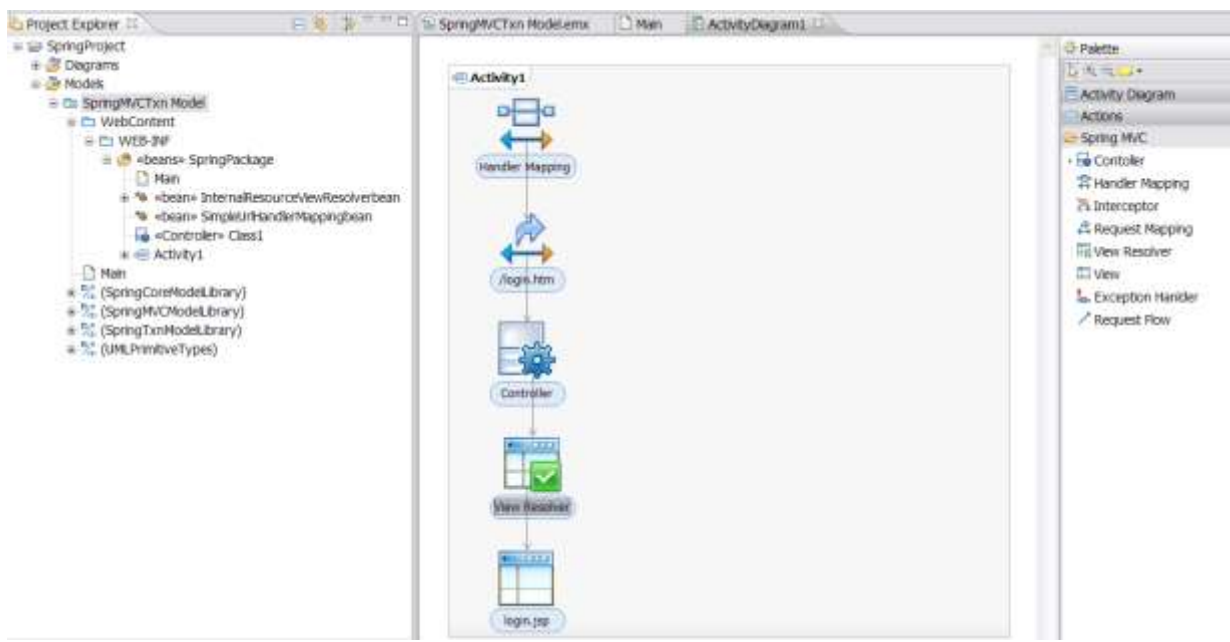 Project Explorer
SpringProject
Diagrams
Models
SpringMVCTxn Model
WebContent
WEB-INF
«beans» SpringPackage
Main
«bean» InternalResourceViewResolverbean
«bean» SimpleUrlHandlerMappingbean
«Controller» Class1
Activity1
Main
(SpringCoreModelLibrary)
(SpringMVCModelLibrary)
(SpringTxnModelLibrary)
(UMLPrimitiveTypes)
SpringMVCTxn Model.emx
Main
ActivityDiagram1
Activity1
Handler Mapping
/login.htm
Controller
View Resolver
login.jsp
Palette
Activity Diagram
Actions
Spring MVC
Contoller
Handler Mapping
Interceptor
Request Mapping
View Resolver
View
Exception Hanlder
Request Flow